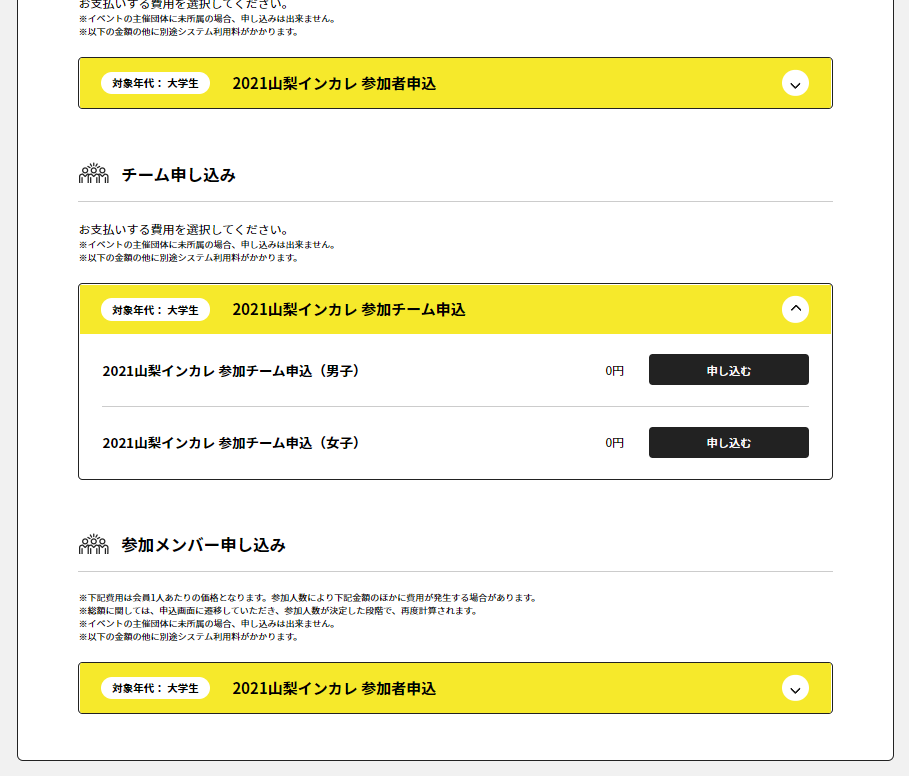 お支払いする費用を選択してください。
※イベントの主催団体に未所属の場合、申し込みは出来ません。
※以下の金額の他に別途システム利用料がかかります。
対象年代： 大学生 2021山梨インカレ 参加者申込
チーム申し込み
お支払いする費用を選択してください。
※イベントの主催団体に未所属の場合、申し込みは出来ません。
※以下の金額の他に別途システム利用料がかかります。
対象年代： 大学生 2021山梨インカレ 参加チーム申込
2021山梨インカレ 参加チーム申込（男子） 0円 申し込む
2021山梨インカレ 参加チーム申込（女子） 0円 申し込む
参加メンバー申し込み
※下記費用は会員1人あたりの価格となります。参加人数により下記金額のほかに費用が発生する場合があります。
※総額に関しては、申込画面に遷移していただき、参加人数が決定した段階で、再度計算されます。
※イベントの主催団体に未所属の場合、申し込みは出来ません。
※以下の金額の他に別途システム利用料がかかります。
対象年代： 大学生 2021山梨インカレ 参加者申込